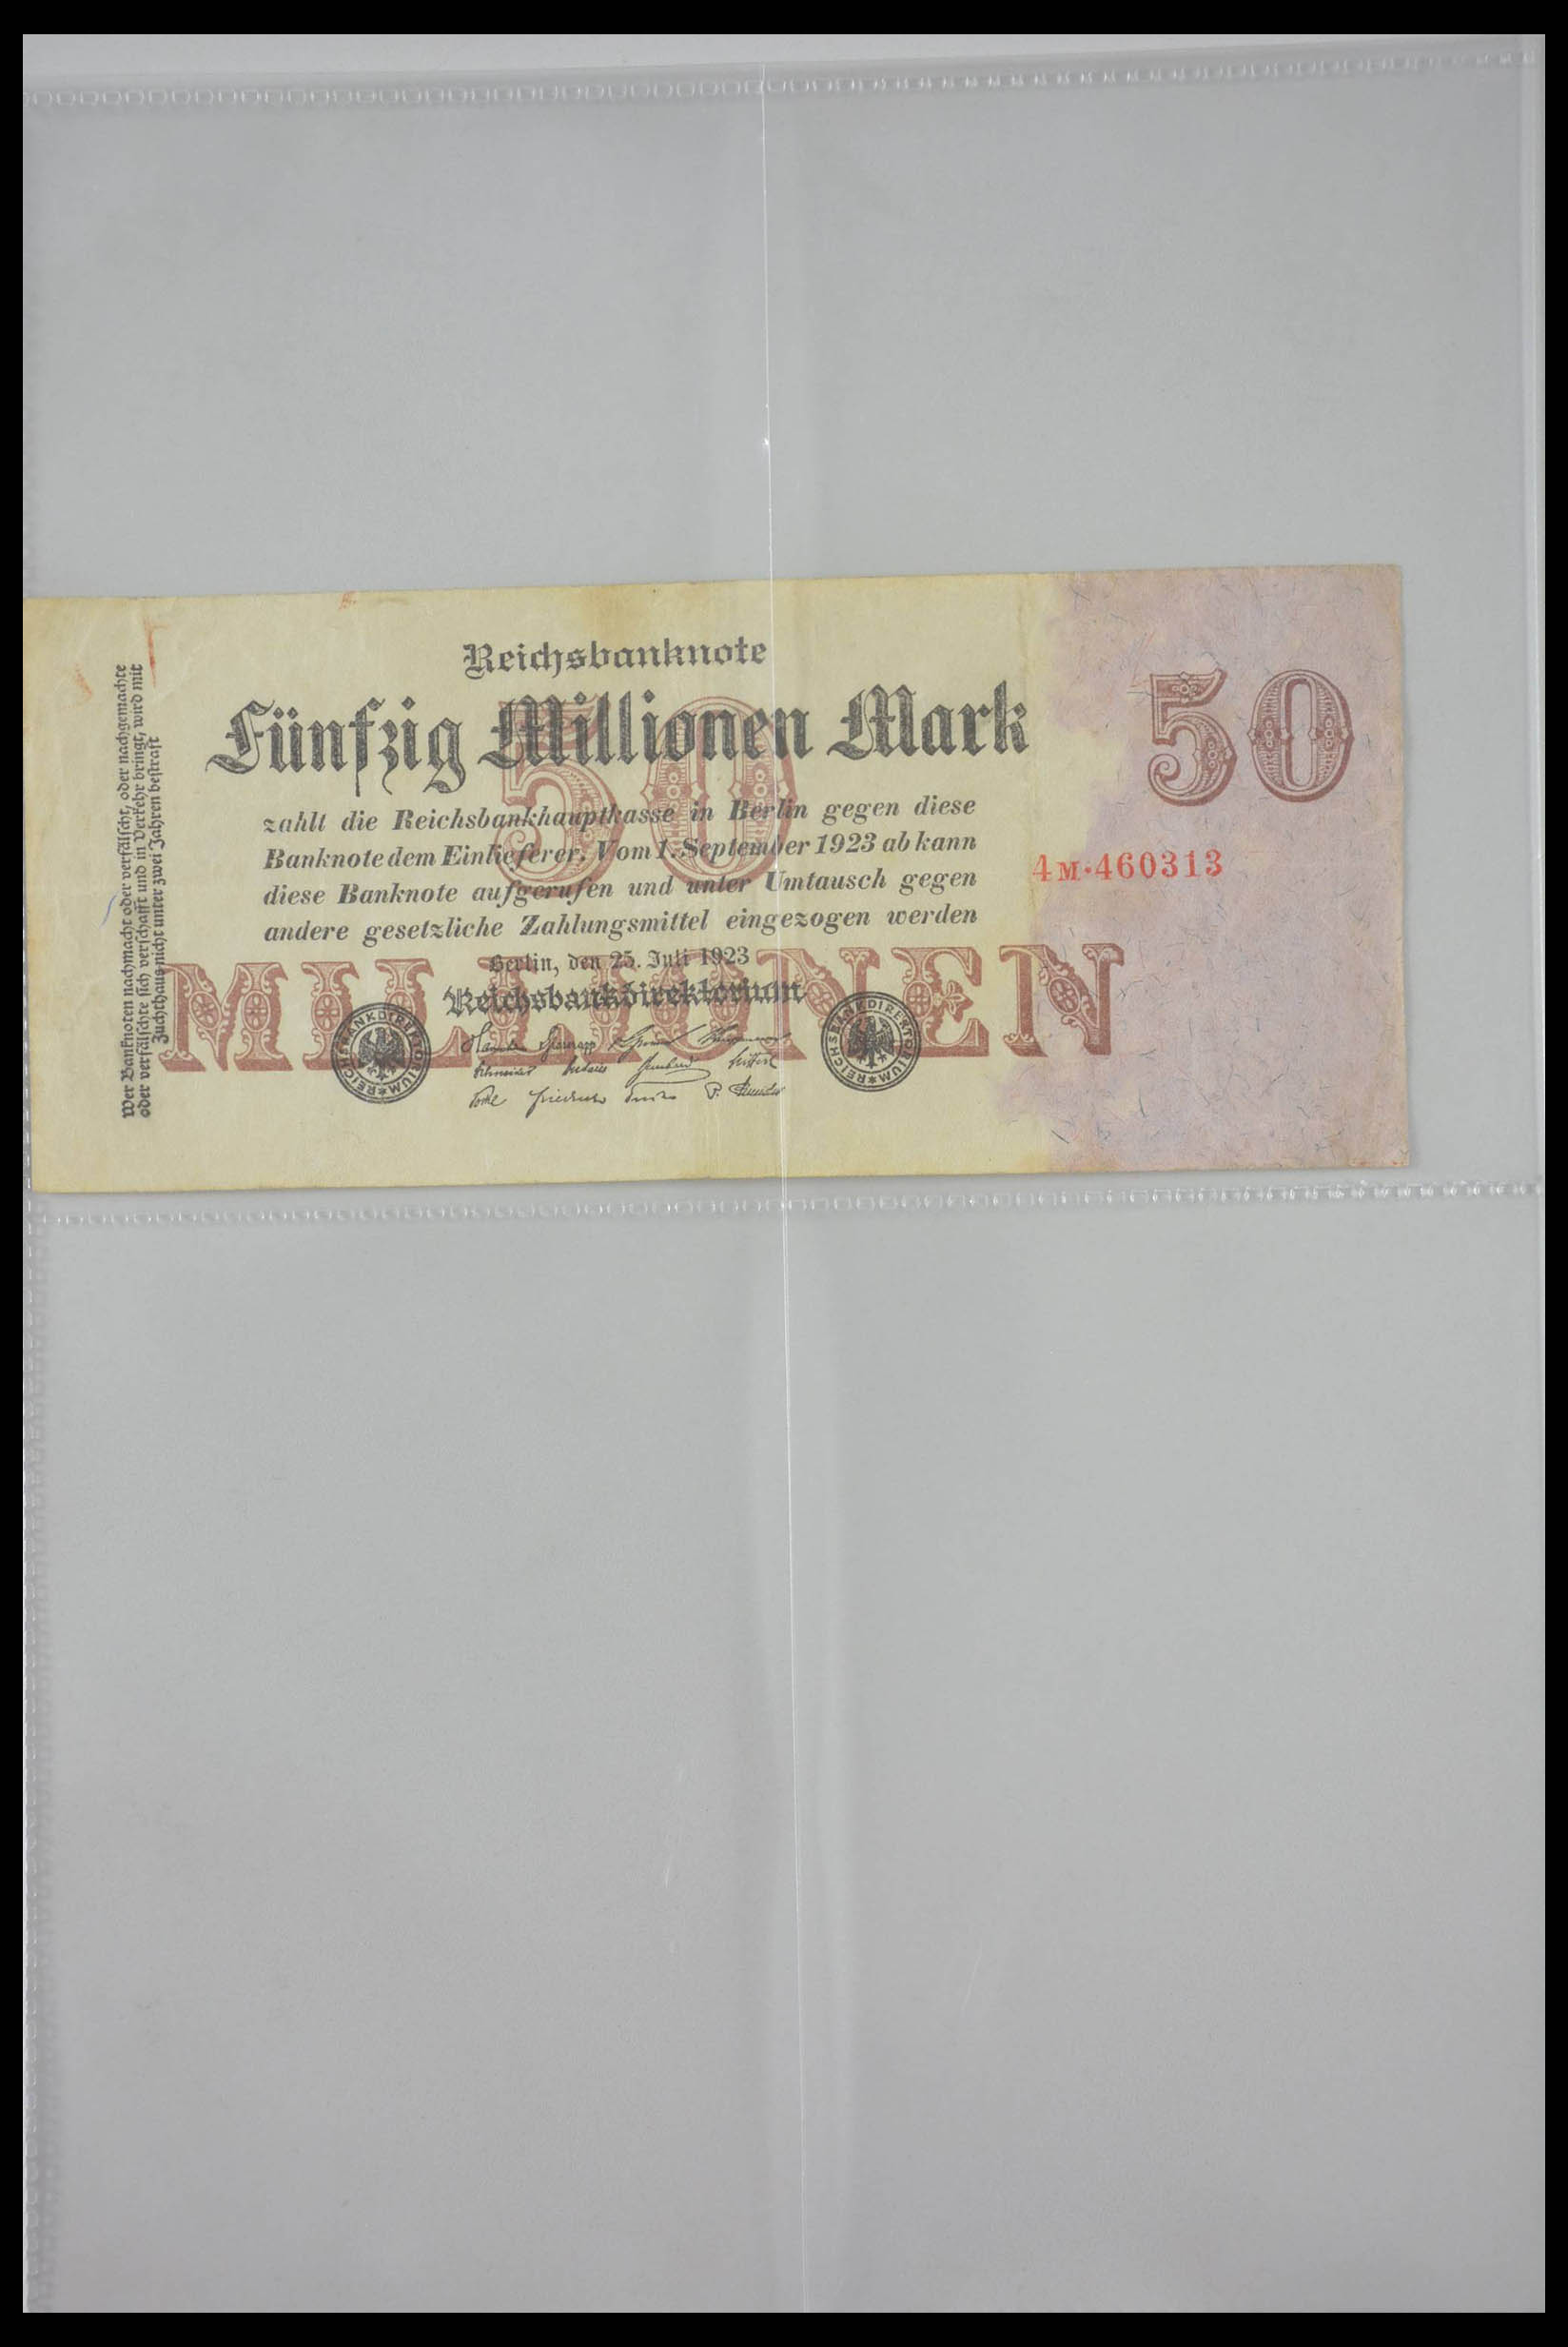 Reichsbanknote
Fünfzig Millionen Mark
50
50
zahlt die Reichsbankhauptkasse in Berlin gegen diese
Banknote dem Einlieferer. Vom 1. September 1923 ab kann
diese Banknote aufgerufen und unter Umtausch gegen
andere gesetzliche Zahlungsmittel eingezogen werden
4M·460313
MILLIONEN
Berlin, den 25. Juli 1923
Reichsbankdirektorium
REICHSBANKDIREKTORIUM
REICHSBANKDIREKTORIUM
Wer Banknoten nachmacht oder verfälscht, oder nachgemachte
oder verfälschte sich verschafft und in Verkehr bringt, wird mit
Zuchthaus nicht unter zwei Jahren bestraft